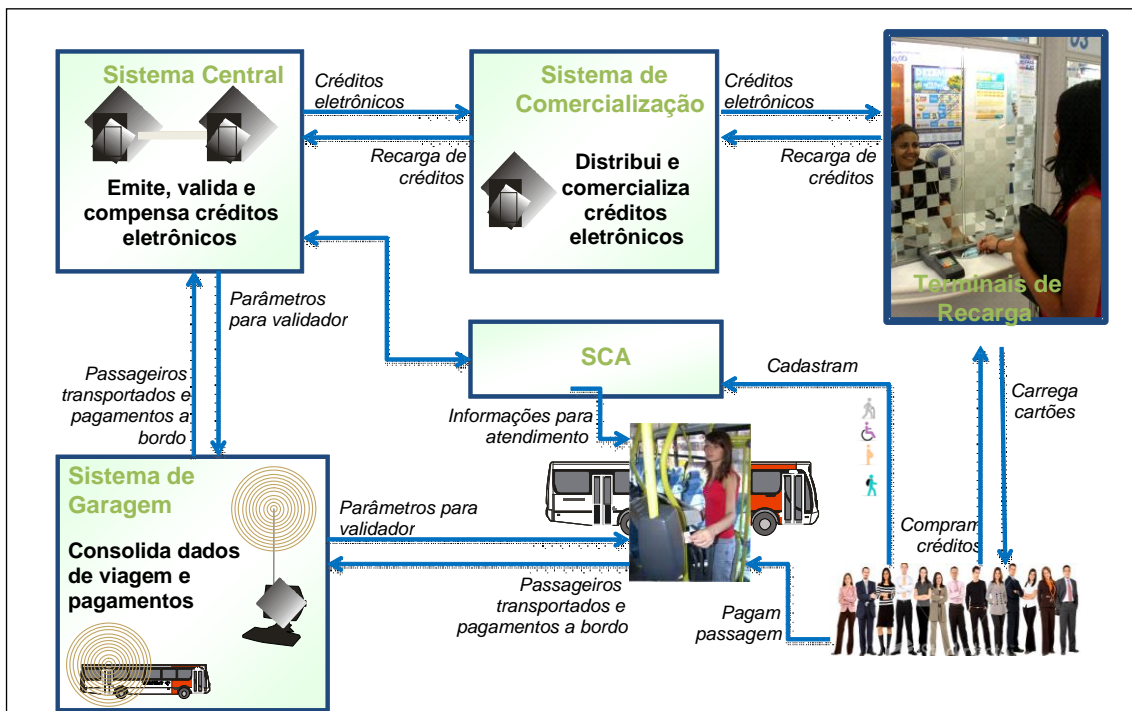 Sistema Central
Emite, valida e
compensa créditos
eletrônicos
Créditos
eletrônicos
Recarga de
créditos
Sistema de
Comercialização
Distribui e
comercializa
créditos
eletrônicos
Créditos
eletrônicos
Recarga de
créditos
03
Terminais de
Recarga
Parâmetros
para validador
Passageiros
transportados e
pagamentos a
bordo
SCA
Informações para
atendimento
Cadastram
Carrega
cartões
Compram
créditos
Sistema de
Garagem
Consolida dados
de viagem e
pagamentos
Parâmetros para
validador
Passageiros
transportados e
pagamentos a bordo
Pagam
passagem